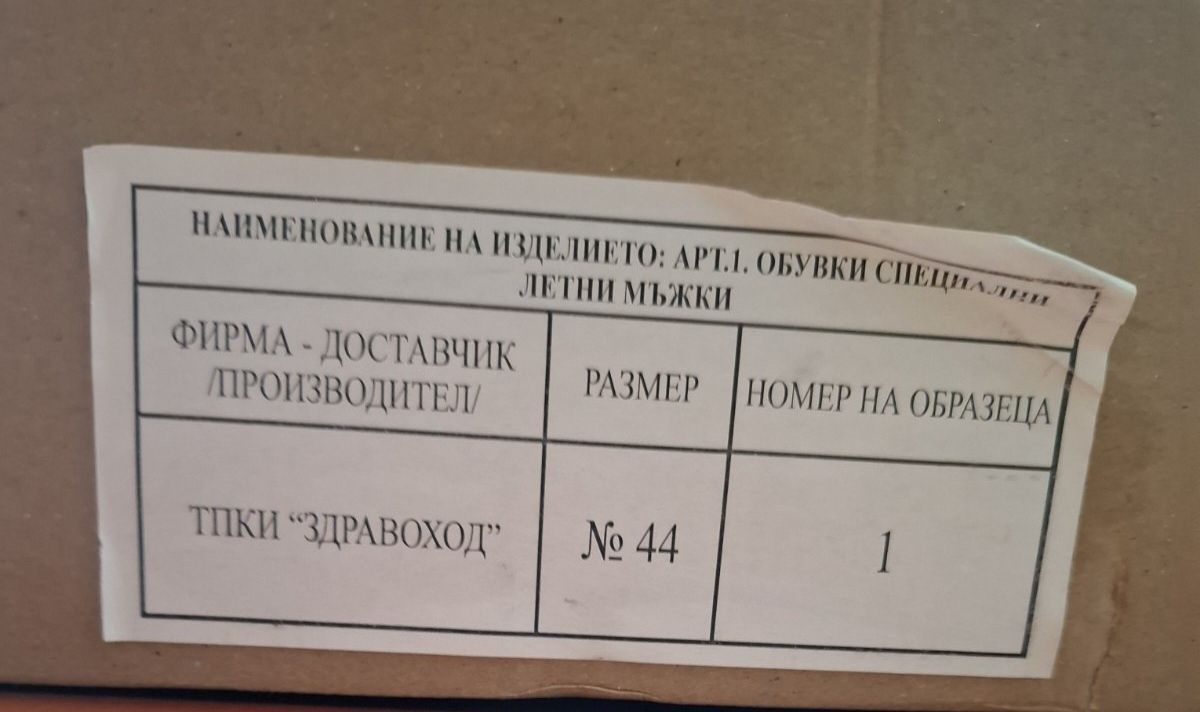 НАИМЕНОВАНИЕ НА ИЗДЕЛИЕТО: АРТ.1. ОБУВКИ СПЕЦИАЛНИ
ЛЕТНИ МЪЖКИ
ФИРМА - ДОСТАВЧИК
/ПРОИЗВОДИТЕЛ/
РАЗМЕР
НОМЕР НА ОБРАЗЕЦА
ТПКИ “ЗДРАВОХОД”
№ 44
1